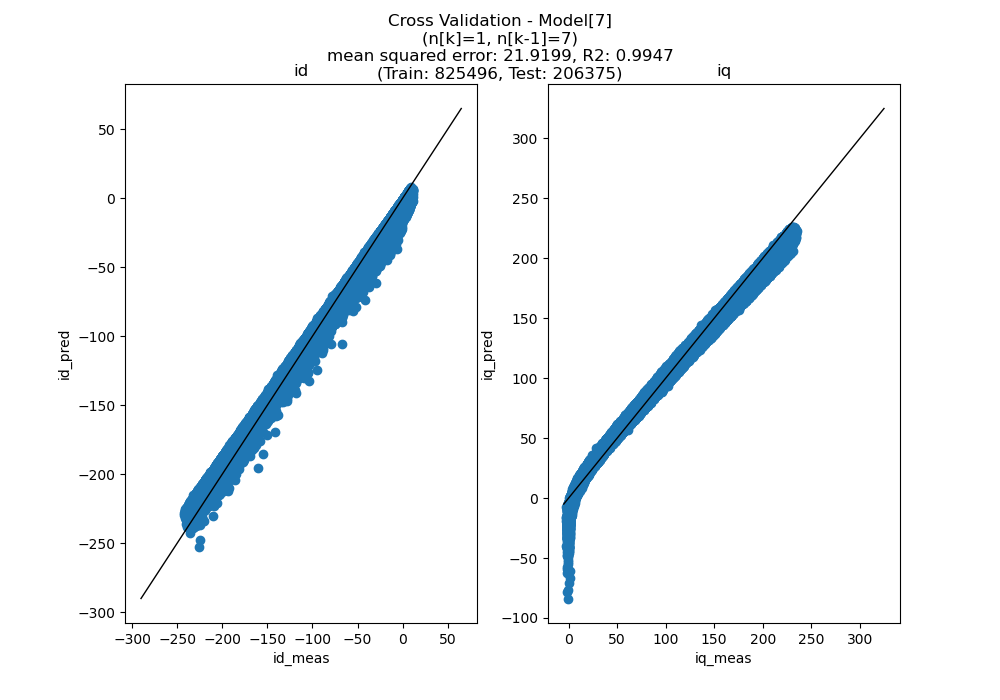 Cross Validation - Model[7]
(n[k]=1, n[k-1]=7)
mean squared error: 21.9199, R2: 0.9947
(Train: 825496, Test: 206375)
id
50
0
−50
−100
−150
−200
−250
−300
id_pred
−300 −250 −200 −150 −100 −50 0 50
id_meas
iq
300
250
200
150
100
50
0
−50
−100
iq_pred
0 50 100 150 200 250 300
iq_meas